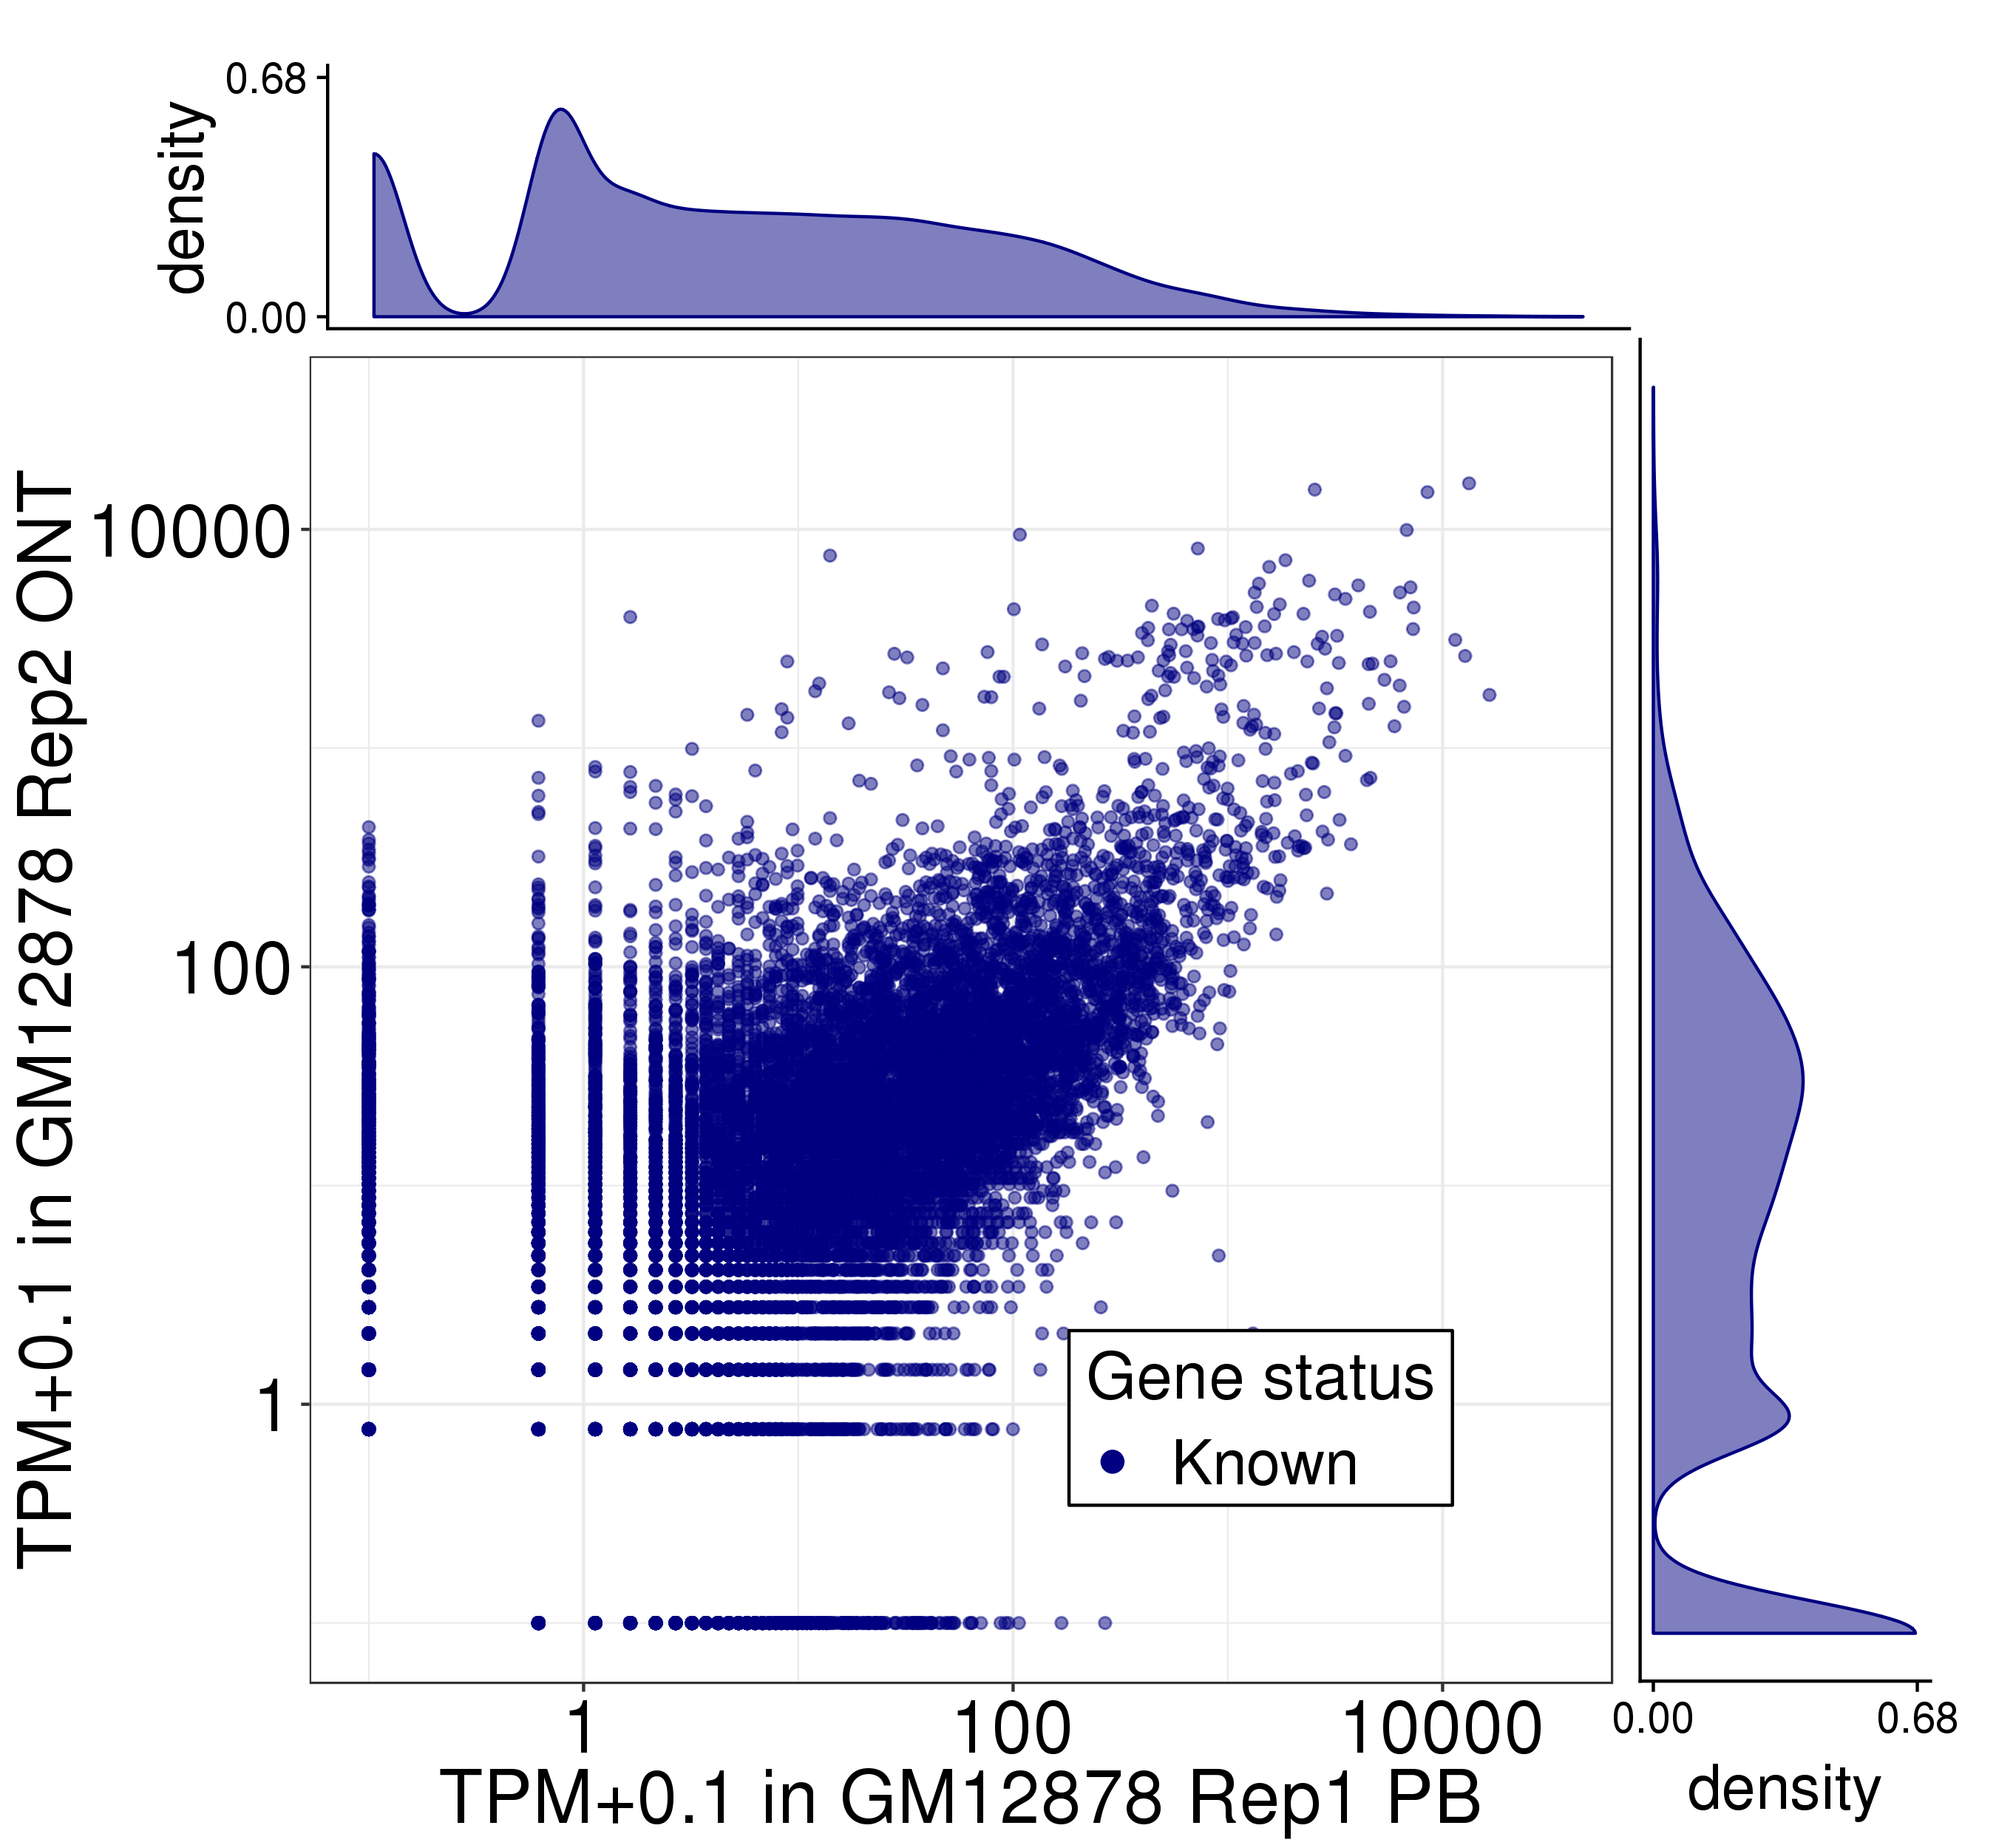 0.68
density
0.00
TPM+0.1 in GM12878 Rep2 ONT
10000
100
1
Gene status
Known
1
100
10000
TPM+0.1 in GM12878 Rep1 PB
0.00
0.68
density